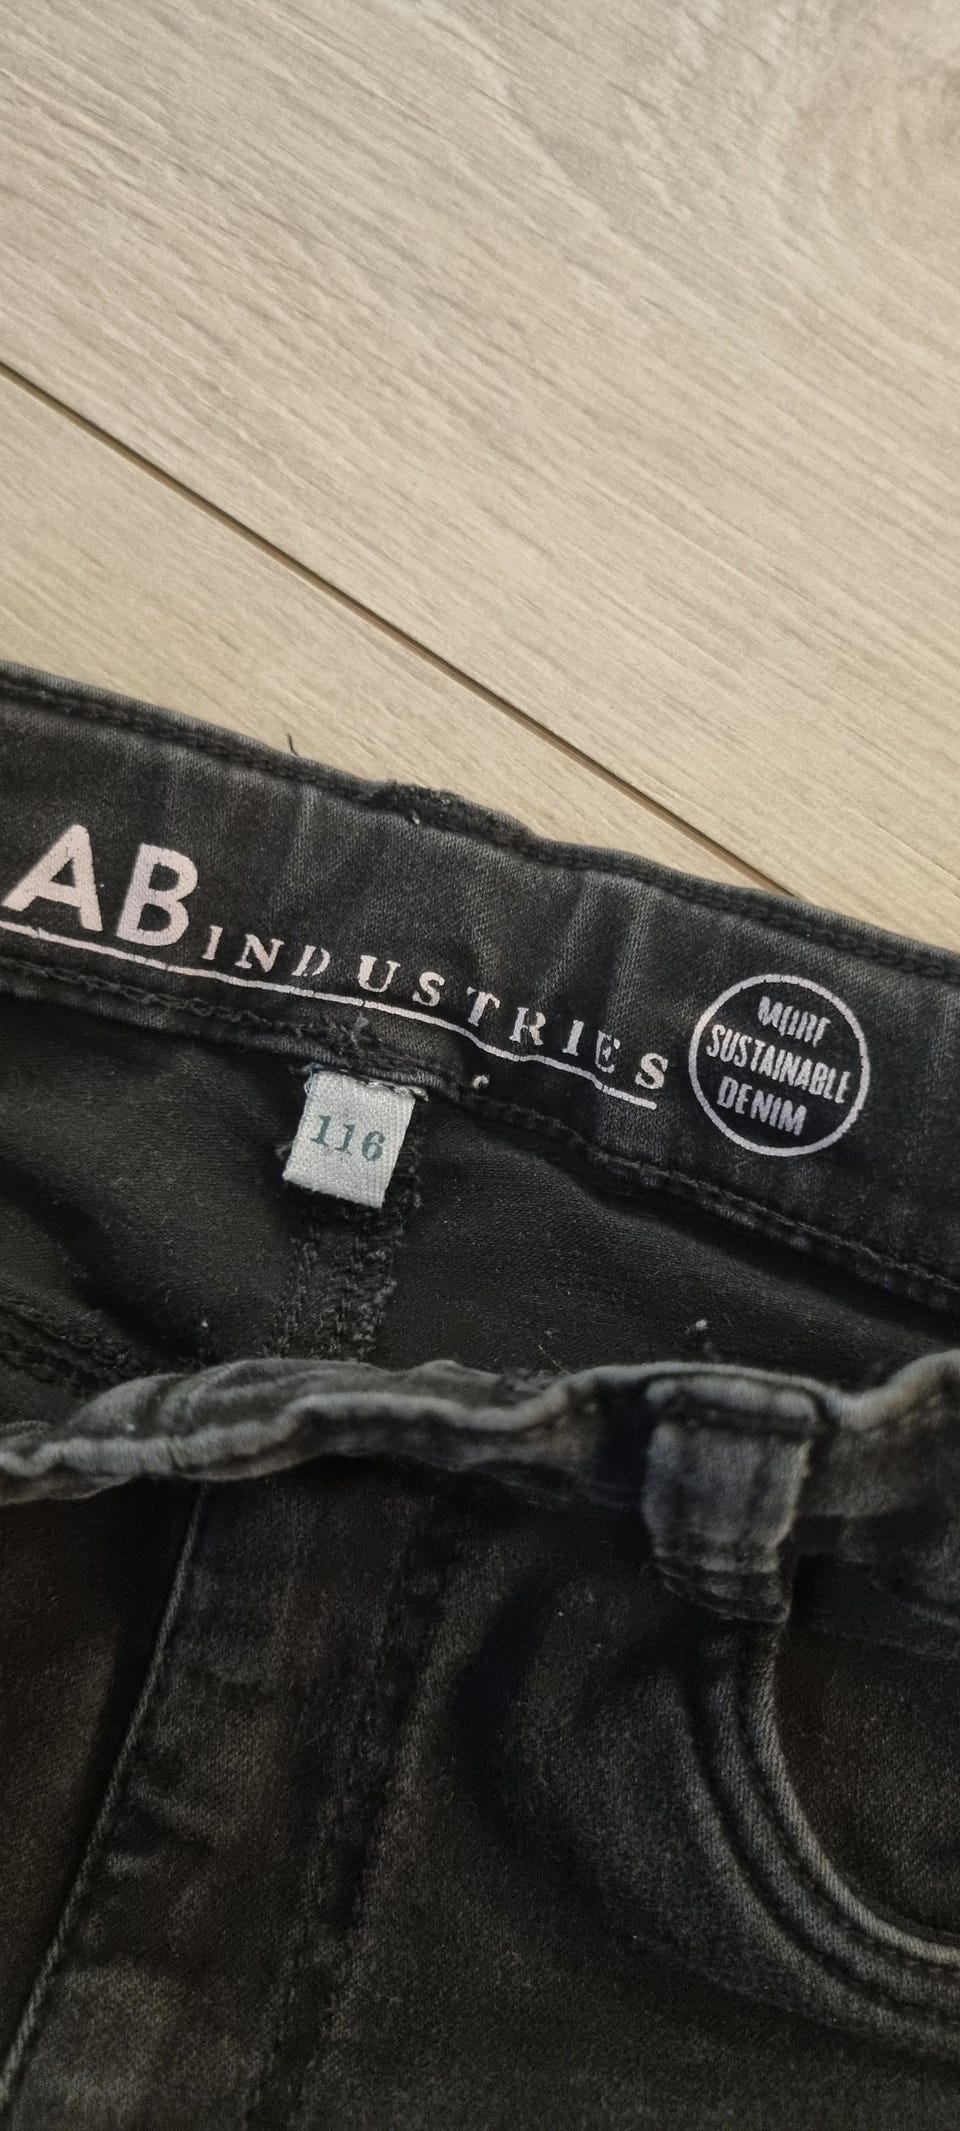 AB INDUSTRIES
MORE
SUSTAINABLE
DENIM
116